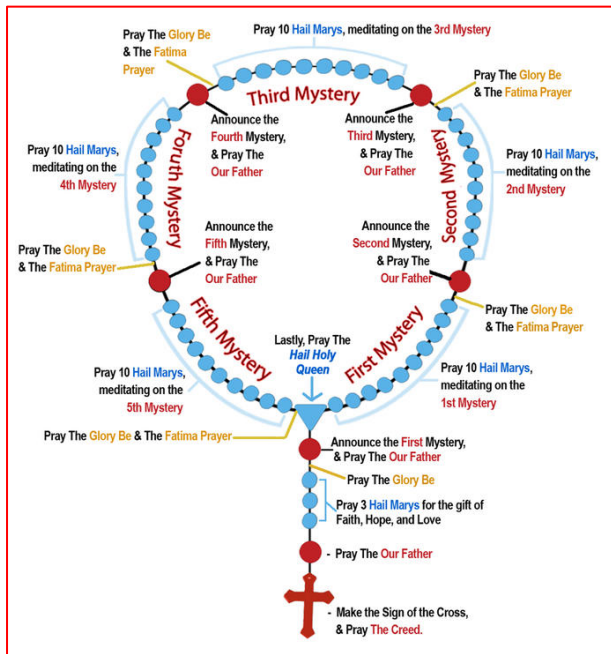 Pray 10 Hail Marys, meditating on the 3rd Mystery
Pray The Glory Be
& The Fatima
Prayer
Third Mystery
Pray The Glory Be
& The Fatima Prayer
Announce the
Fourth Mystery,
& Pray The
Our Father
Announce the
Third Mystery,
& Pray The
Our Father
Pray 10 Hail Marys,
meditating on the
4th Mystery
Foruth Mystery
Second Mystery
Pray 10 Hail Marys,
meditating on the
2nd Mystery
Announce the
Fifth Mystery,
& Pray The
Our Father
Announce the
Second Mystery,
& Pray The
Our Father
Pray The Glory Be
& The Fatima Prayer
Pray The Glory Be
& The Fatima Prayer
Fifth Mystery
First Mystery
Lastly, Pray The
Hail Holy
Queen
Pray 10 Hail Marys,
meditating on the
5th Mystery
Pray 10 Hail Marys,
meditating on the
1st Mystery
Pray The Glory Be & The Fatima Prayer
Announce the First Mystery,
& Pray The Our Father
Pray The Glory Be
Pray 3 Hail Marys for the gift of
Faith, Hope, and Love
- Pray The Our Father
- Make the Sign of the Cross,
& Pray The Creed.